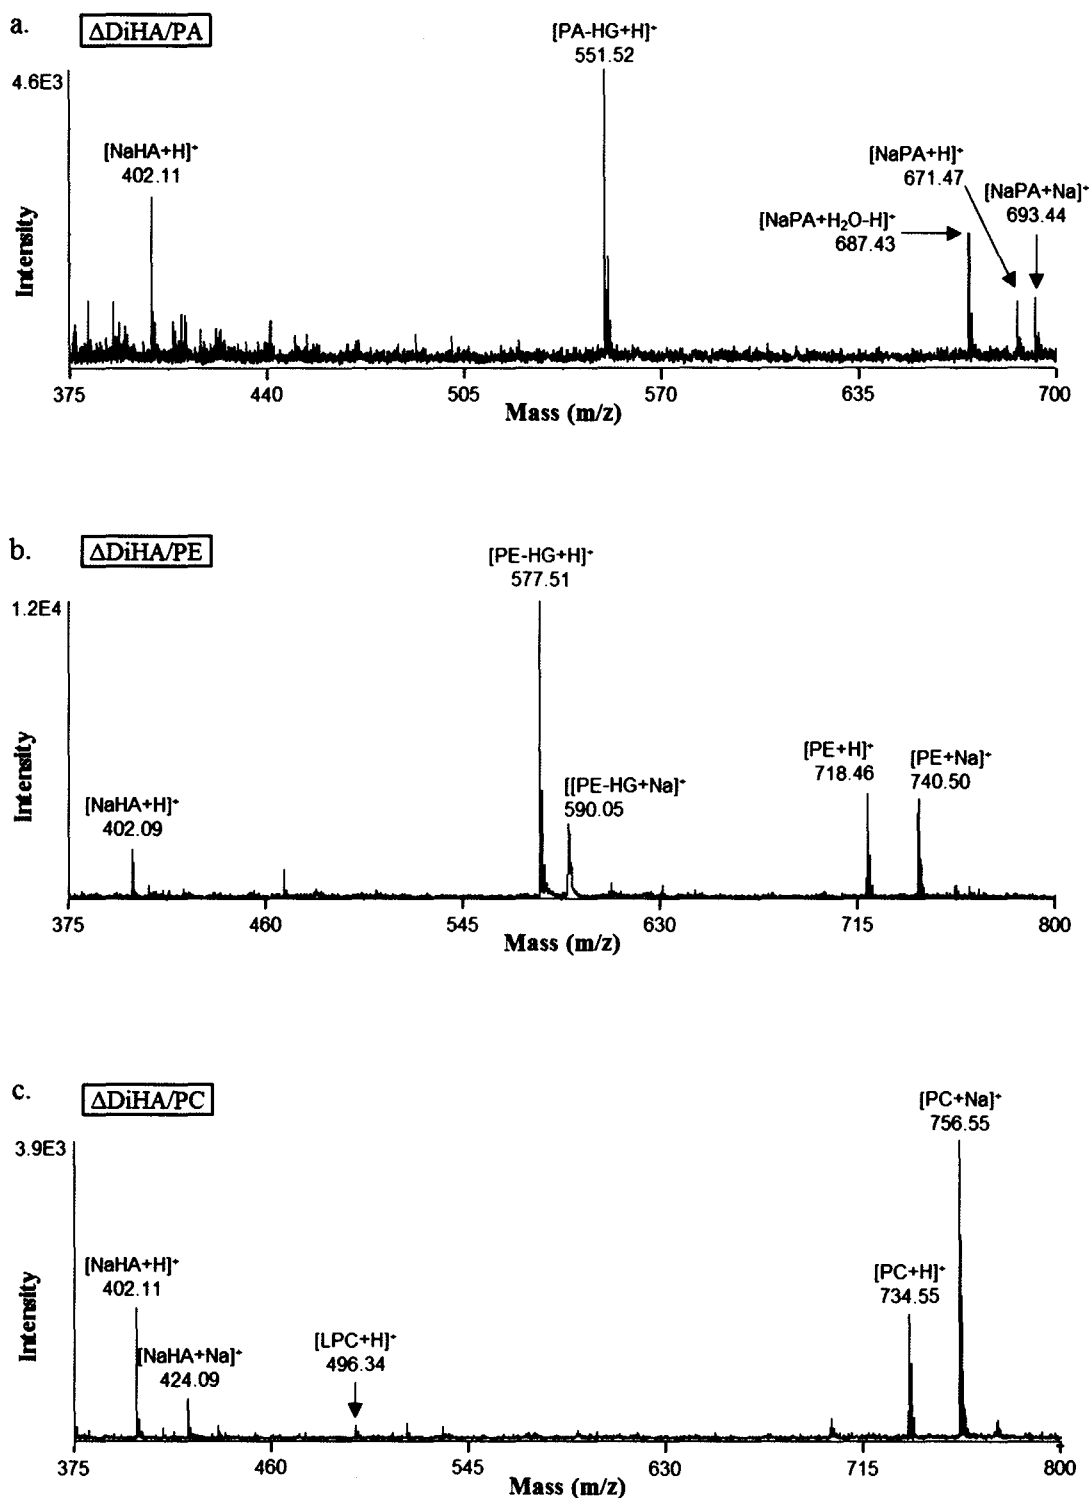 a.
ΔDiHA/PA
[PA-HG+H]⁺
551.52
4.6E3
[NaHA+H]⁺
402.11
[NaPA+H]⁺
671.47
[NaPA+Na]⁺
693.44
[NaPA+H₂O-H]⁺
687.43
Intensity
375
440
505
570
635
700
Mass (m/z)
b.
ΔDiHA/PE
[PE-HG+H]⁺
577.51
1.2E4
[PE+H]⁺
718.46
[PE+Na]⁺
740.50
[[PE-HG+Na]⁺
590.05
[NaHA+H]⁺
402.09
Intensity
375
460
545
630
715
800
Mass (m/z)
c.
ΔDiHA/PC
[PC+Na]⁺
756.55
3.9E3
[NaHA+H]⁺
402.11
[PC+H]⁺
734.55
[LPC+H]⁺
496.34
[NaHA+Na]⁺
424.09
Intensity
375
460
545
630
715
800
Mass (m/z)